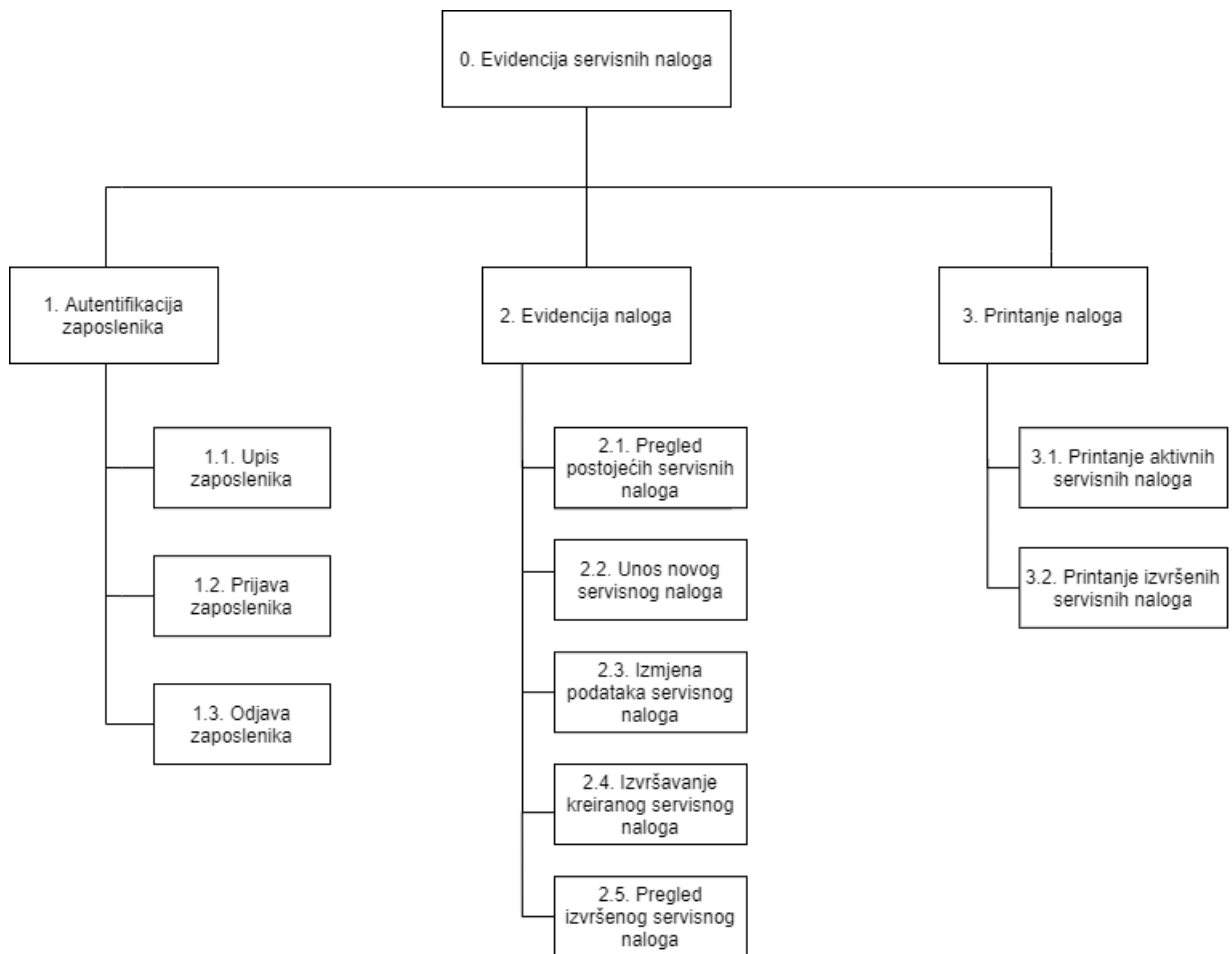 0. Evidencija servisnih naloga
1. Autentifikacija
zaposlenika
2. Evidencija naloga
3. Printanje naloga
1.1. Upis
zaposlenika
1.2. Prijava
zaposlenika
1.3. Odjava
zaposlenika
2.1. Pregled
postojećih servisnih
naloga
2.2. Unos novog
servisnog naloga
2.3. Izmjena
podataka servisnog
naloga
2.4. Izvršavanje
kreiranog servisnog
naloga
2.5. Pregled
izvršenog servisnog
naloga
3.1. Printanje aktivnih
servisnih naloga
3.2. Printanje izvršenih
servisnih naloga